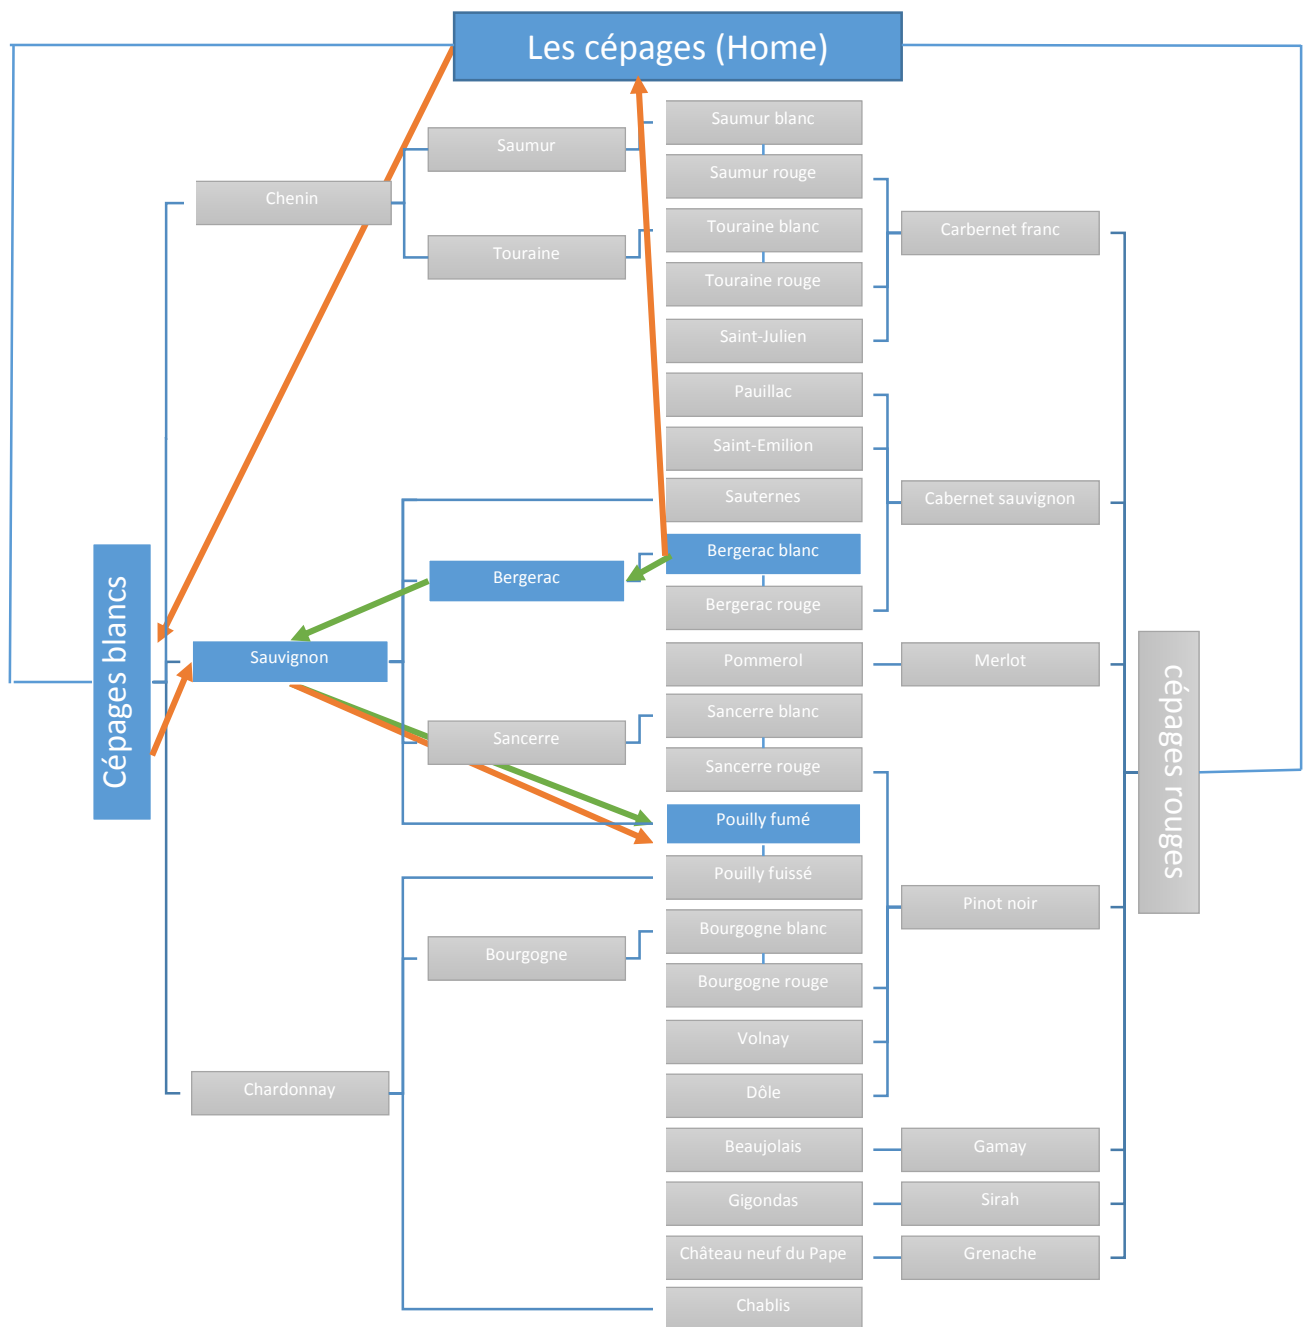 Les cépages (Home)
Saumur blanc
Saumur
Saumur rouge
Chenin
Touraine blanc
Carbernet franc
Touraine
Touraine rouge
Saint-Julien
Pauillac
Saint-Emilion
Sauternes
Cabernet sauvignon
Bergerac blanc
Bergerac
Bergerac rouge
Cépages blancs
Sauvignon
Pommerol
Merlot
cépages rouges
Sancerre blanc
Sancerre
Sancerre rouge
Pouilly fumé
Pouilly fuissé
Pinot noir
Bourgogne blanc
Bourgogne
Bourgogne rouge
Volnay
Chardonnay
Dôle
Beaujolais
Gamay
Gigondas
Sirah
Château neuf du Pape
Grenache
Chablis